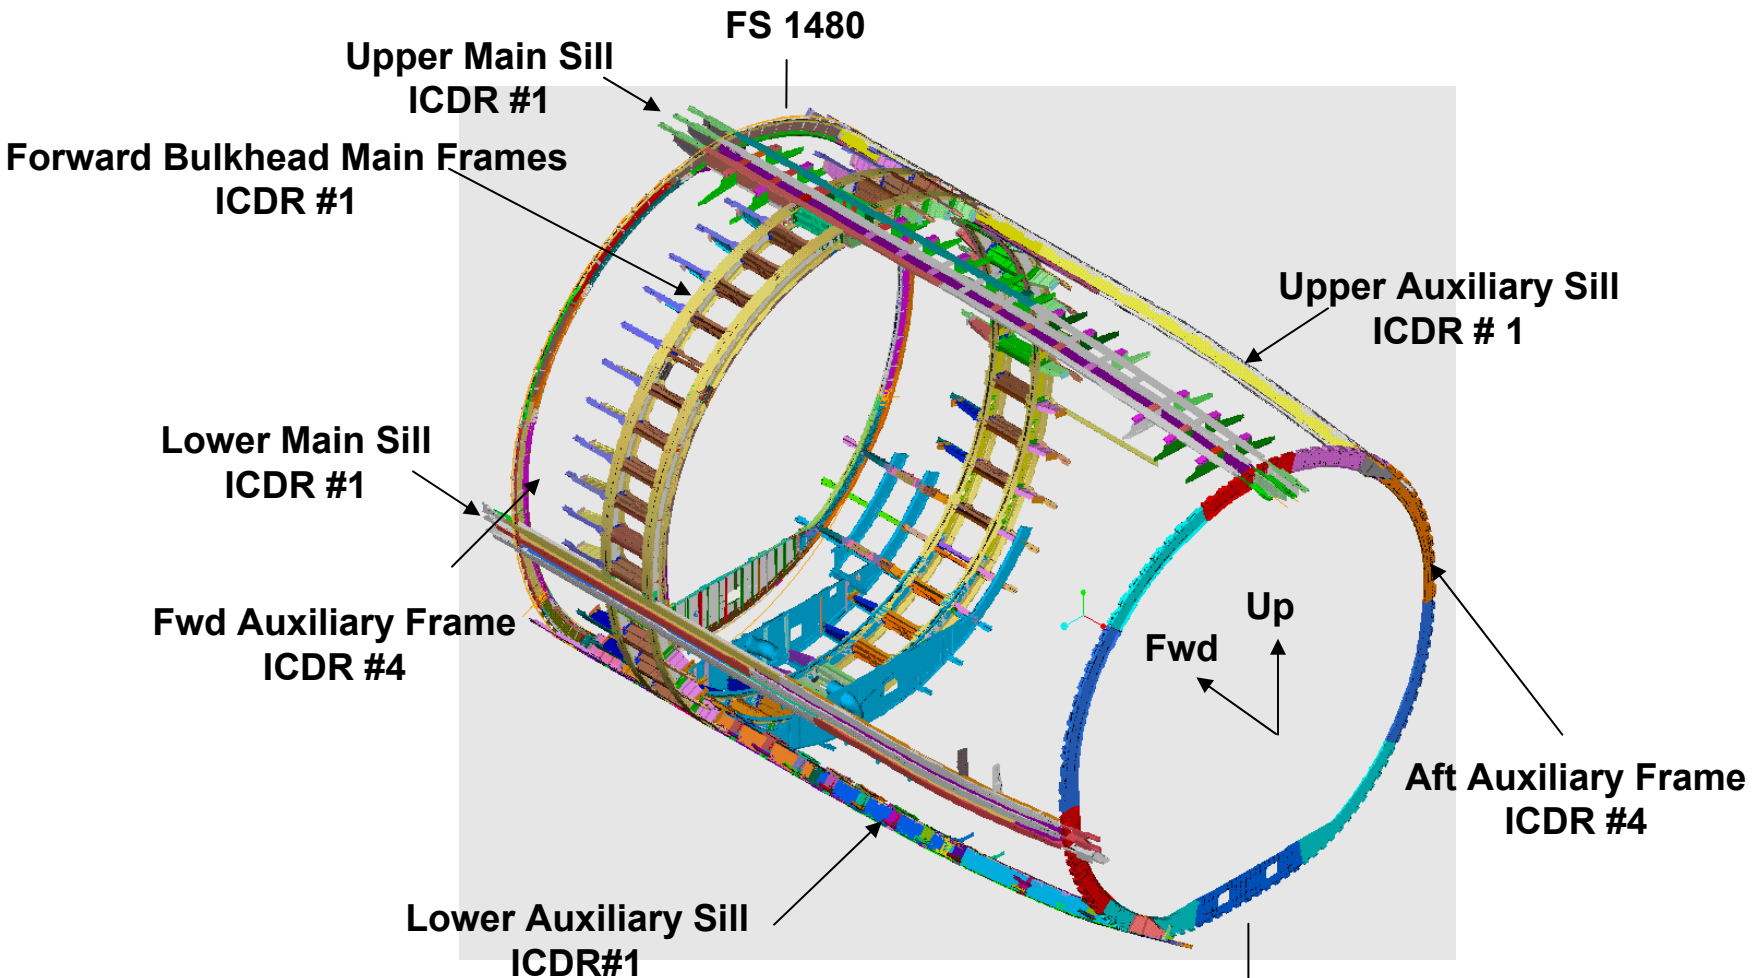 FS 1480
Upper Main Sill
ICDR #1
Forward Bulkhead Main Frames
ICDR #1
Upper Auxiliary Sill
ICDR # 1
Lower Main Sill
ICDR #1
Fwd Auxiliary Frame
ICDR #4
Up
Fwd
Aft Auxiliary Frame
ICDR #4
Lower Auxiliary Sill
ICDR#1